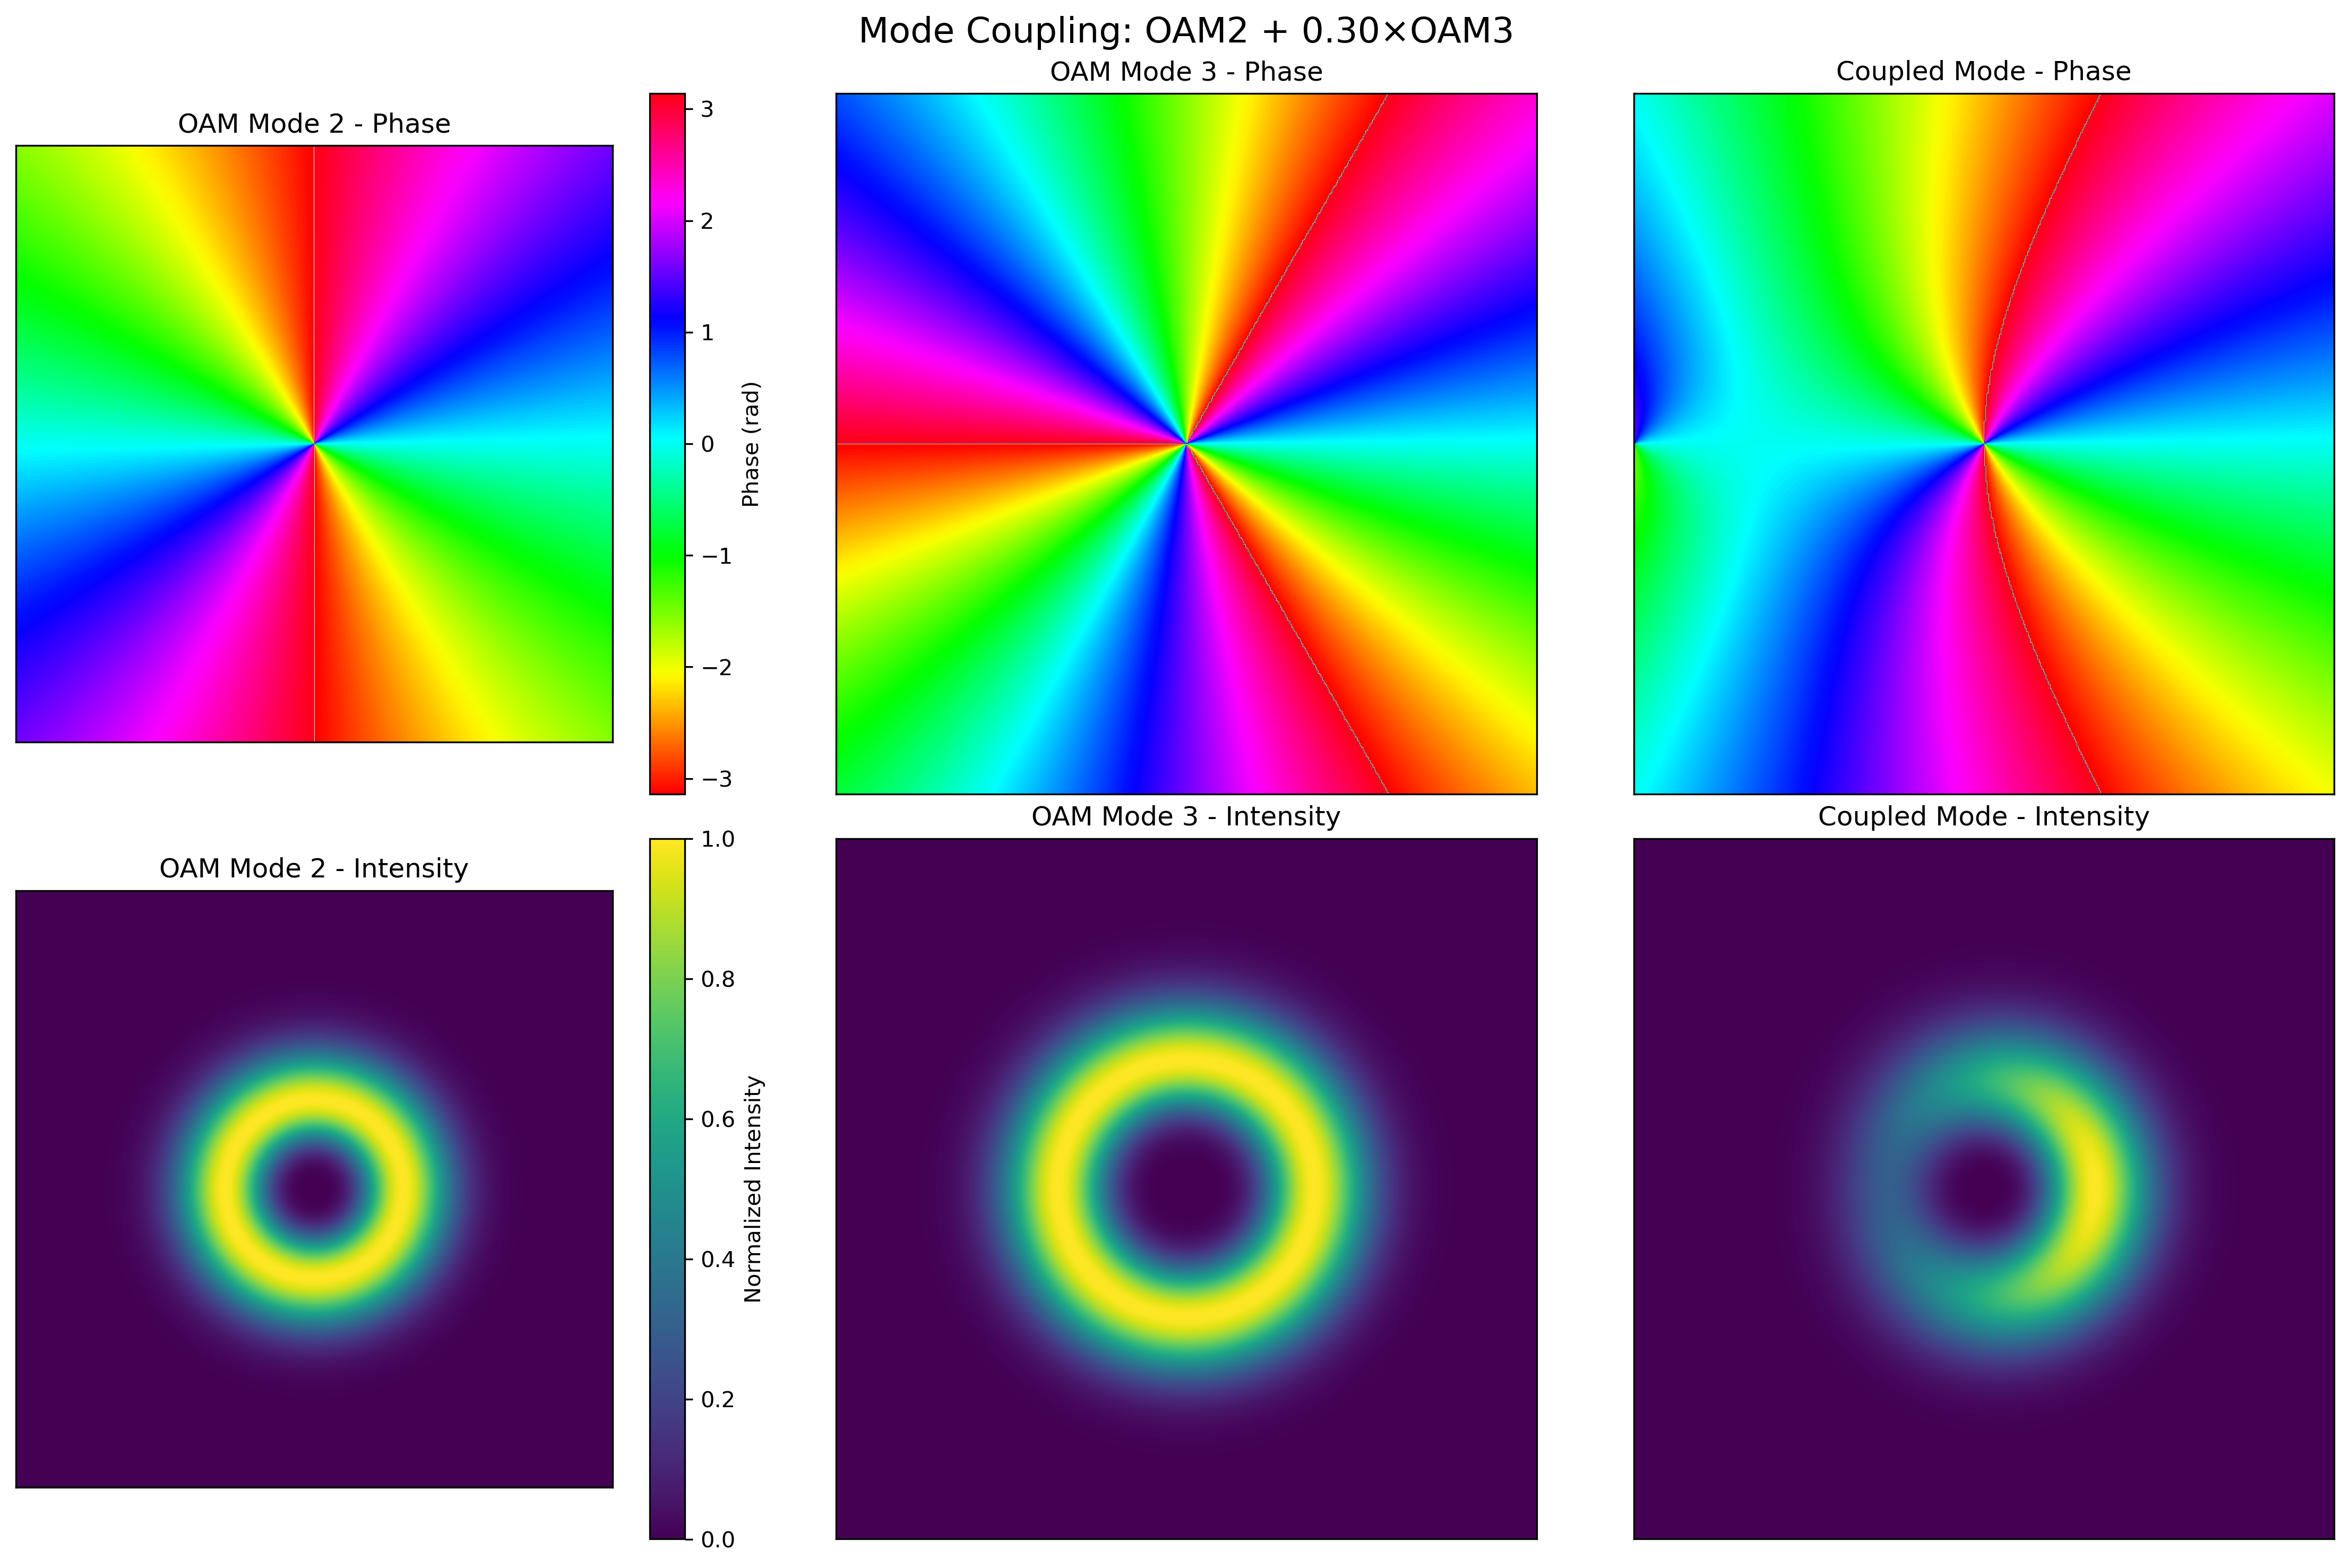 Mode Coupling: OAM2 + 0.30×OAM3
OAM Mode 2 - Phase
3
2
1
0
−1
−2
−3
Phase (rad)
OAM Mode 3 - Phase
Coupled Mode - Phase
OAM Mode 2 - Intensity
1.0
0.8
0.6
0.4
0.2
0.0
Normalized Intensity
OAM Mode 3 - Intensity
Coupled Mode - Intensity